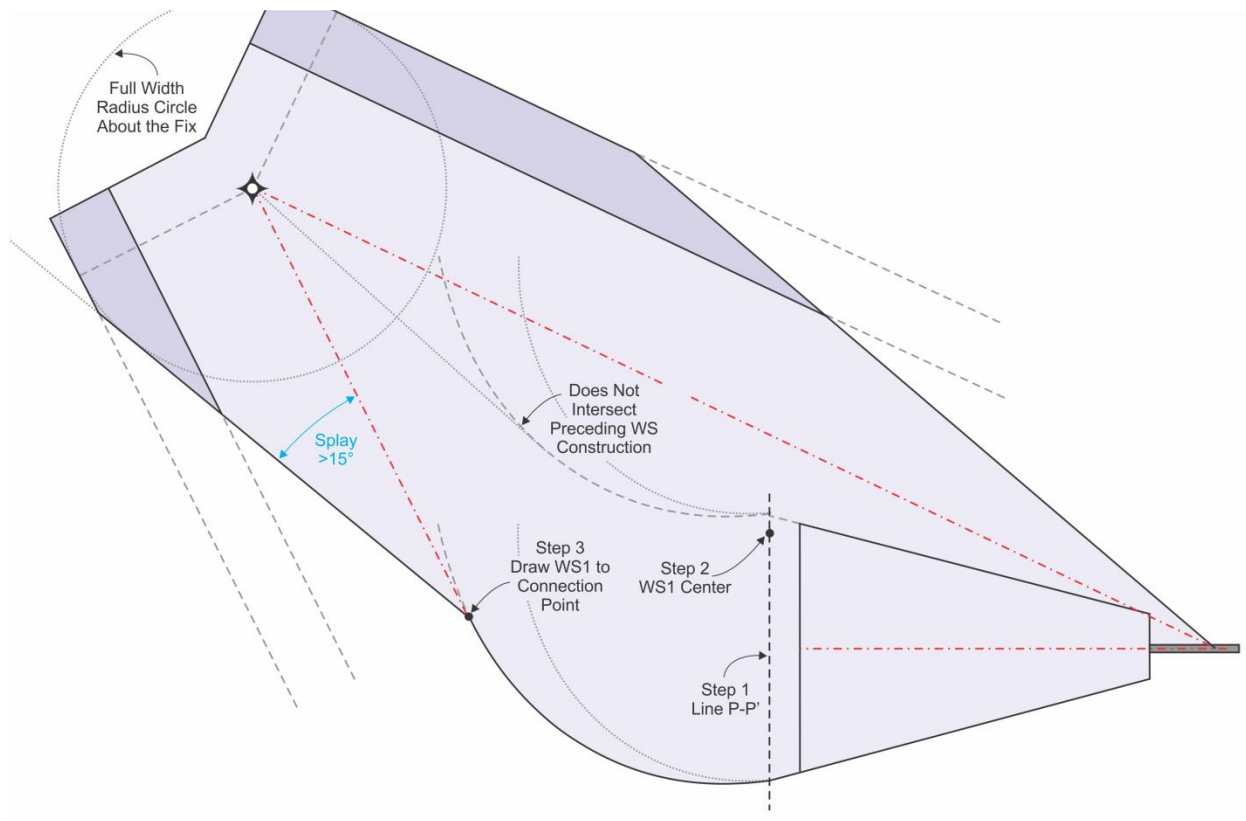 Full Width
Radius Circle
About the Fix
Does Not
Intersect
Preceding WS
Construction
Splay
>15°
Step 3
Draw WS1 to
Connection
Point
Step 2
WS1 Center
Step 1
Line P-P'